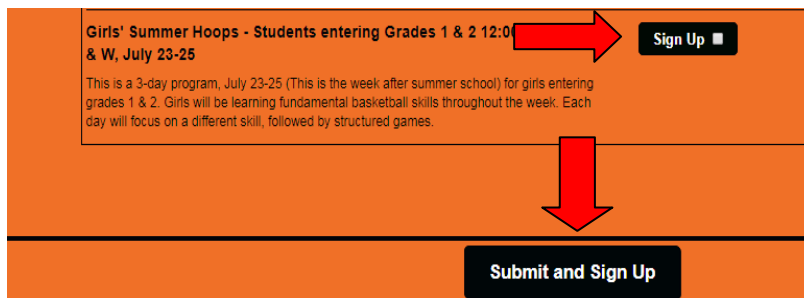 Girls' Summer Hoops - Students entering Grades 1 & 2 12:0
Sign Up
& W, July 23-25
This is a 3-day program, July 23-25 (This is the week after summer school) for girls entering
grades 1 & 2. Girls will be learning fundamental basketball skills throughout the week. Each
day will focus on a different skill, followed by structured games.
Submit and Sign Up